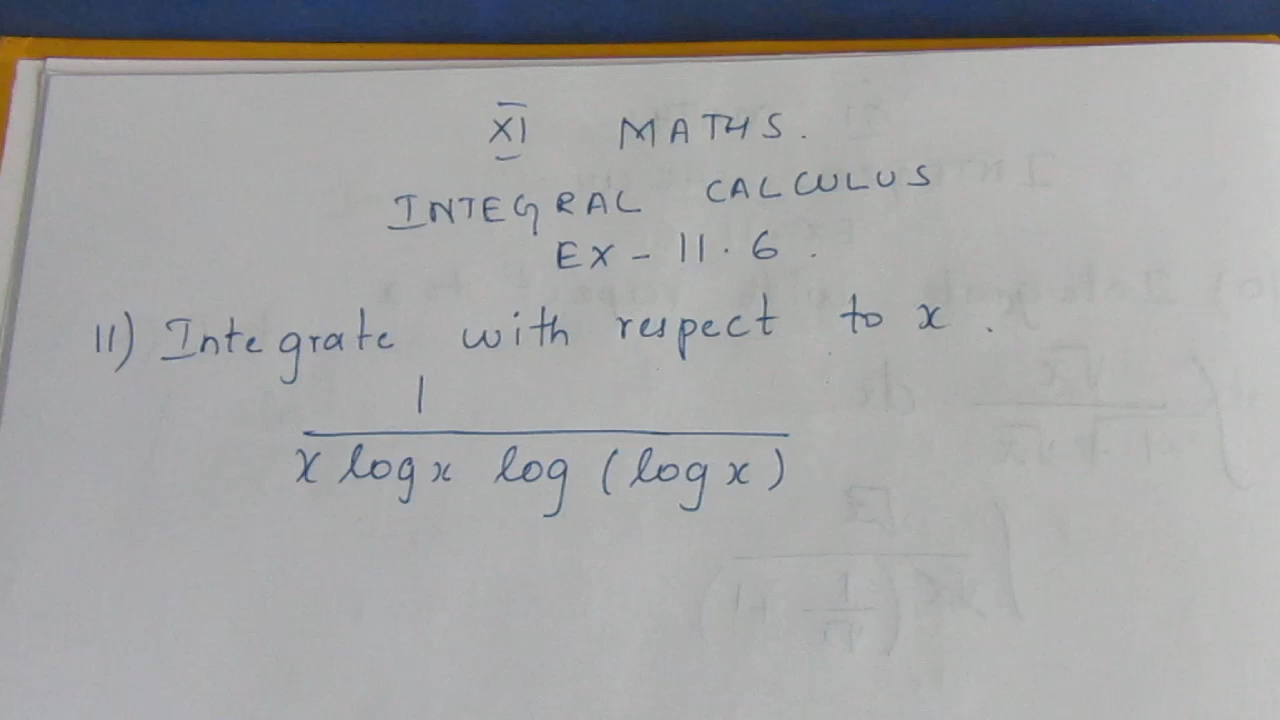 XI MATHS.
INTEGRAL CALCULUS
EX - 11.6.
11) Integrate with respect to x.
1
x log x log (log x)